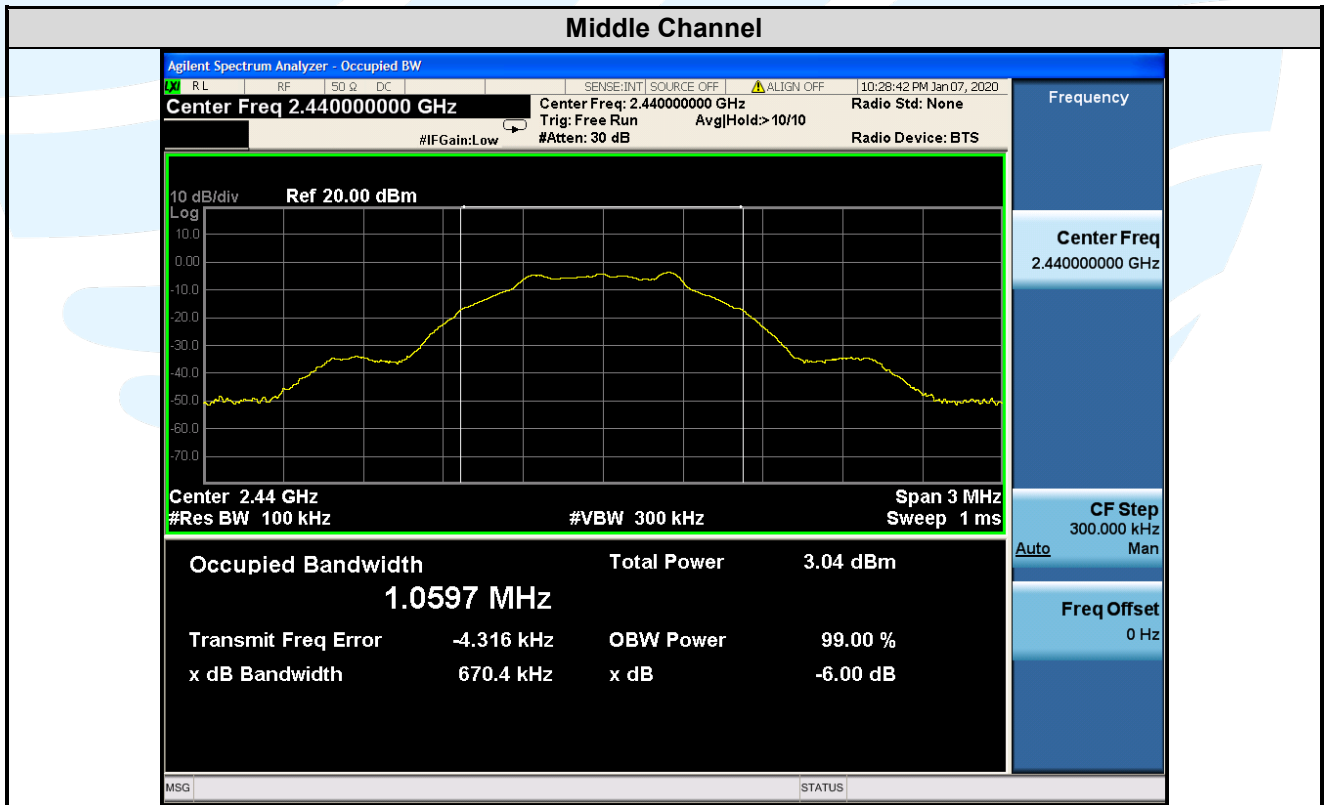 Middle Channel
Agilent Spectrum Analyzer - Occupied BW
LXI RL RF 50 Ω DC SENSE:INT SOURCE OFF ALIGN OFF 10:28:42 PM Jan 07, 2020
Center Freq 2.440000000 GHz
Center Freq: 2.440000000 GHz Radio Std: None
Trig: Free Run Avg|Hold:>10/10
#IFGain:Low #Atten: 30 dB Radio Device: BTS
10 dB/div Ref 20.00 dBm
Log
10.0
0.00
-10.0
-20.0
-30.0
-40.0
-50.0
-60.0
-70.0
Center 2.44 GHz Span 3 MHz
#Res BW 100 kHz #VBW 300 kHz Sweep 1 ms
Occupied Bandwidth Total Power 3.04 dBm
1.0597 MHz
Transmit Freq Error -4.316 kHz OBW Power 99.00 %
x dB Bandwidth 670.4 kHz x dB -6.00 dB
MSG STATUS
Frequency
Center Freq
2.440000000 GHz
CF Step
300.000 kHz
Auto Man
Freq Offset
0 Hz